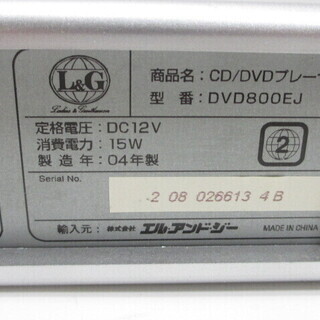 L&G
Ladies & Gentlemen
商品名：CD/DVDプレーヤ
型 番：DVD800EJ
定格電圧：DC12V
消費電力：15W
製造年：04年製
2
Serial No.
2 08 026613 4B
輸入元：株式会社 エル・アンド・ジー
MADE IN CHINA